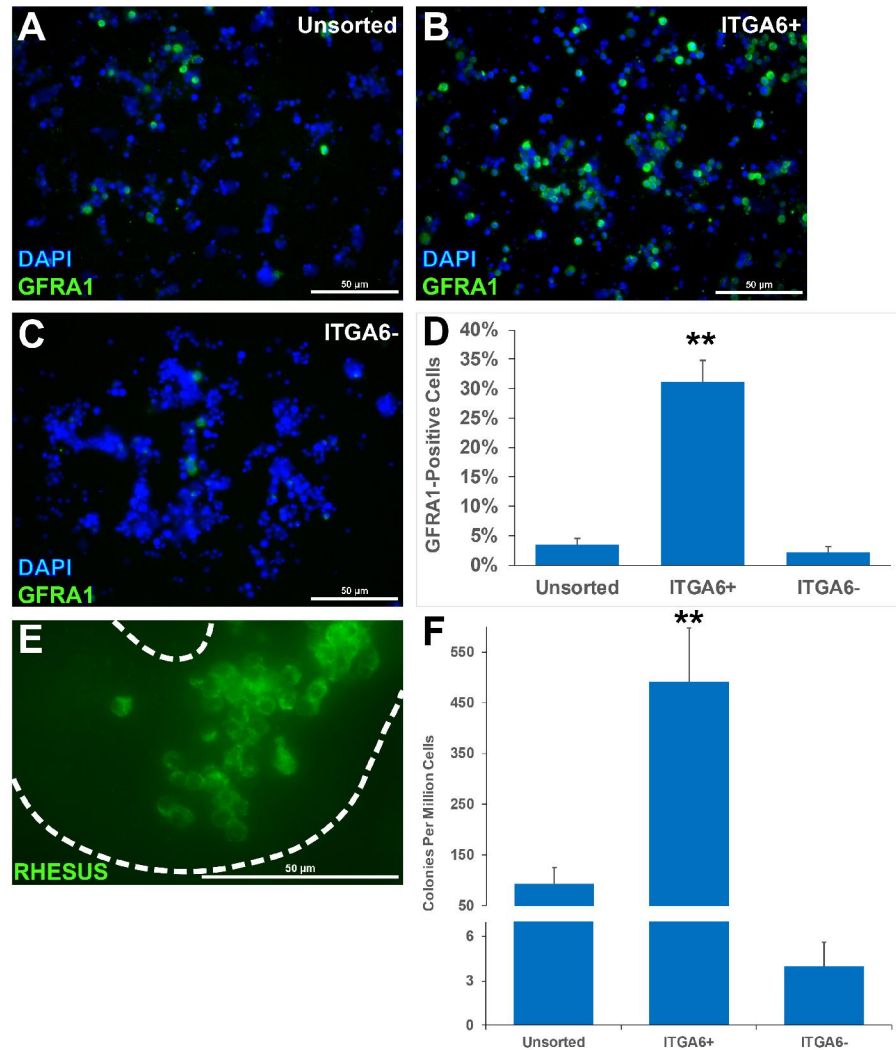 A
Unsorted
DAPI
GFRA1
50 µm
B
ITGA6+
DAPI
GFRA1
50 µm
C
ITGA6-
DAPI
GFRA1
50 µm
D
40%
35%
30%
25%
20%
15%
10%
5%
0%
GFRA1-Positive Cells
**
Unsorted
ITGA6+
ITGA6-
E
RHESUS
50 µm
F
550
450
350
250
150
50
6
3
0
Colonies Per Million Cells
**
Unsorted
ITGA6+
ITGA6-